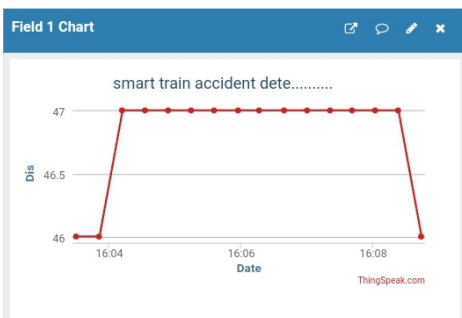 Field 1 Chart
smart train accident dete..........
47
46.5
46
Dis
16:04 16:06 16:08
Date
ThingSpeak.com